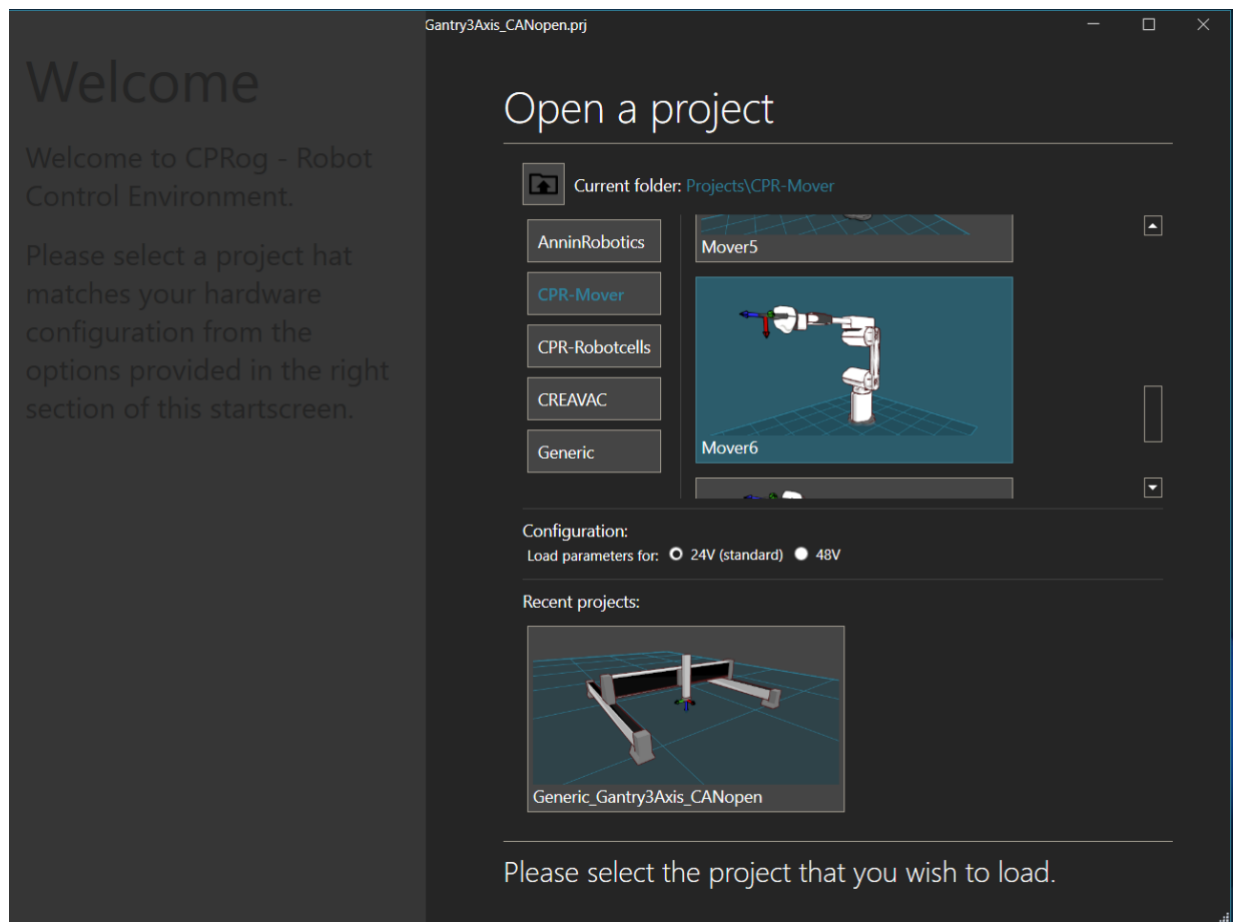 Gantry3Axis_CANopen.prj
Welcome
Welcome to CPRog - Robot
Control Environment.
Please select a project hat
matches your hardware
configuration from the
options provided in the right
section of this startscreen.
Open a project
Current folder: Projects\CPR-Mover
AnninRobotics
CPR-Mover
CPR-Robotcells
CREAVAC
Generic
Mover5
Mover6
Configuration:
Load parameters for: 24V (standard) 48V
Recent projects:
Generic_Gantry3Axis_CANopen
Please select the project that you wish to load.